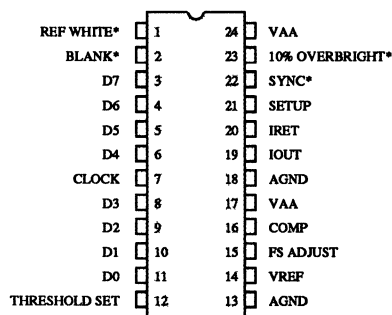 REF WHITE* 1 24 VAA
BLANK* 2 23 10% OVERBRIGHT*
D7 3 22 SYNC*
D6 4 21 SETUP
D5 5 20 IRET
D4 6 19 IOUT
CLOCK 7 18 AGND
D3 8 17 VAA
D2 9 16 COMP
D1 10 15 FS ADJUST
D0 11 14 VREF
THRESHOLD SET 12 13 AGND